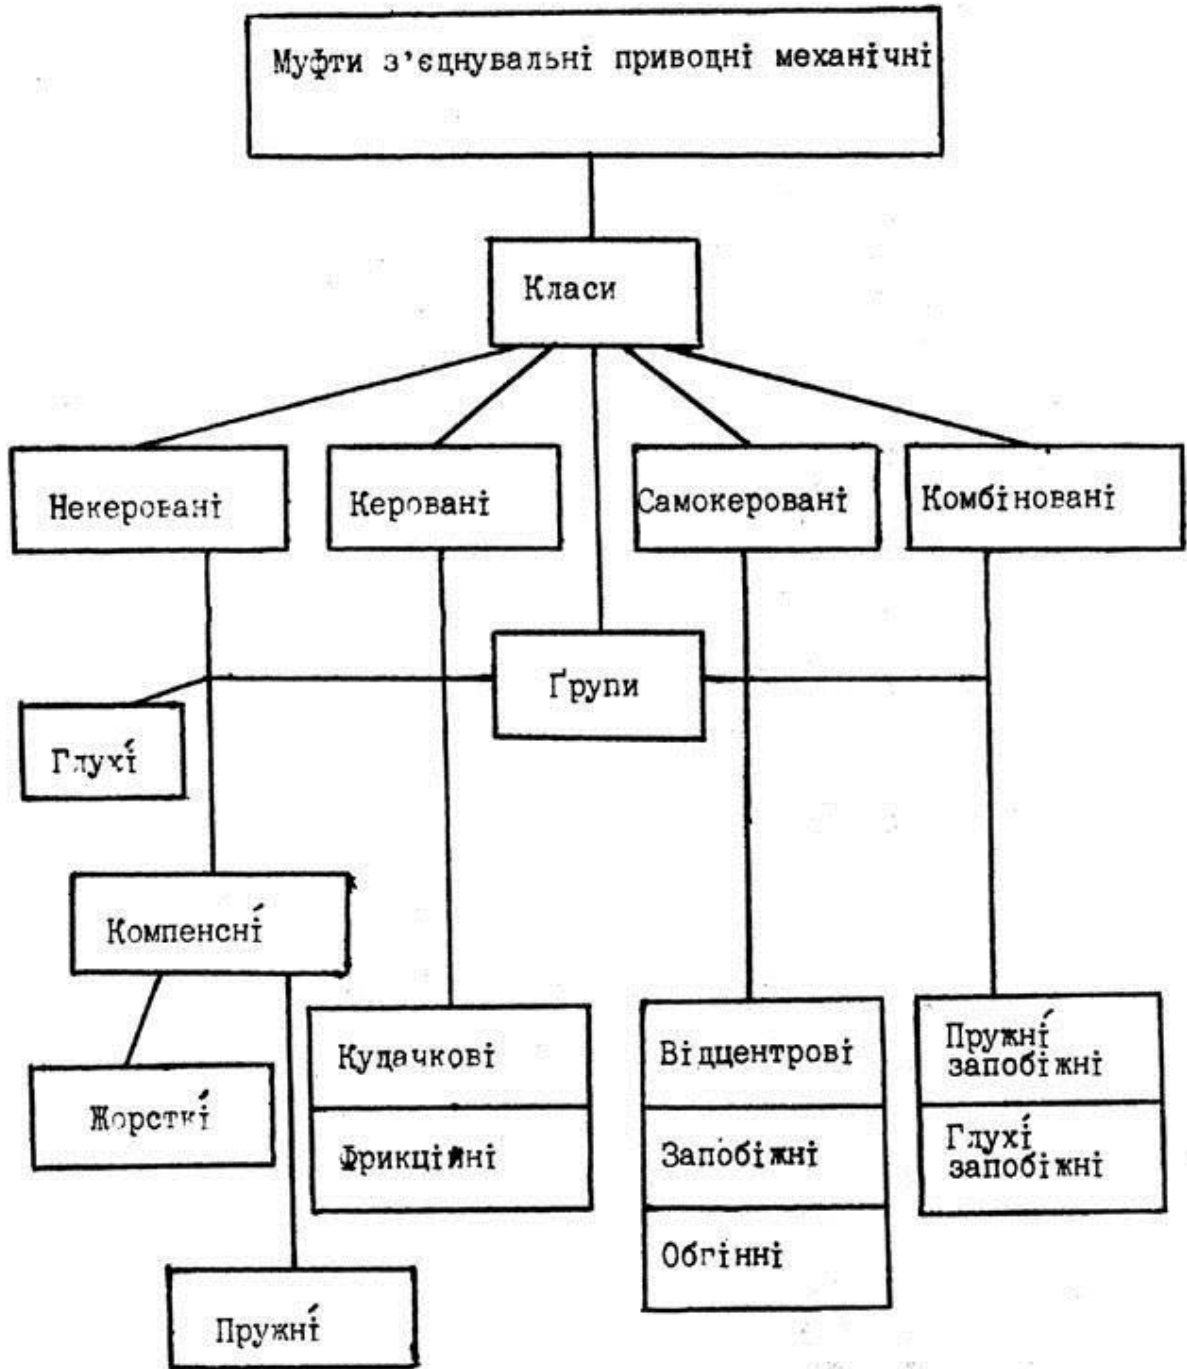 Муфти з’єднувальні приводні механічні
Класи
Некеровані
Керовані
Самокеровані
Комбіновані
Ґрупи
Глухі́
Компенсні́
Жорсткі́
Пружні́
Кулачкові
Фрикційні
Відцентрові
Запобіжні
Обгінні
Пружні́
запобіжні
Глухі́
запобіжні